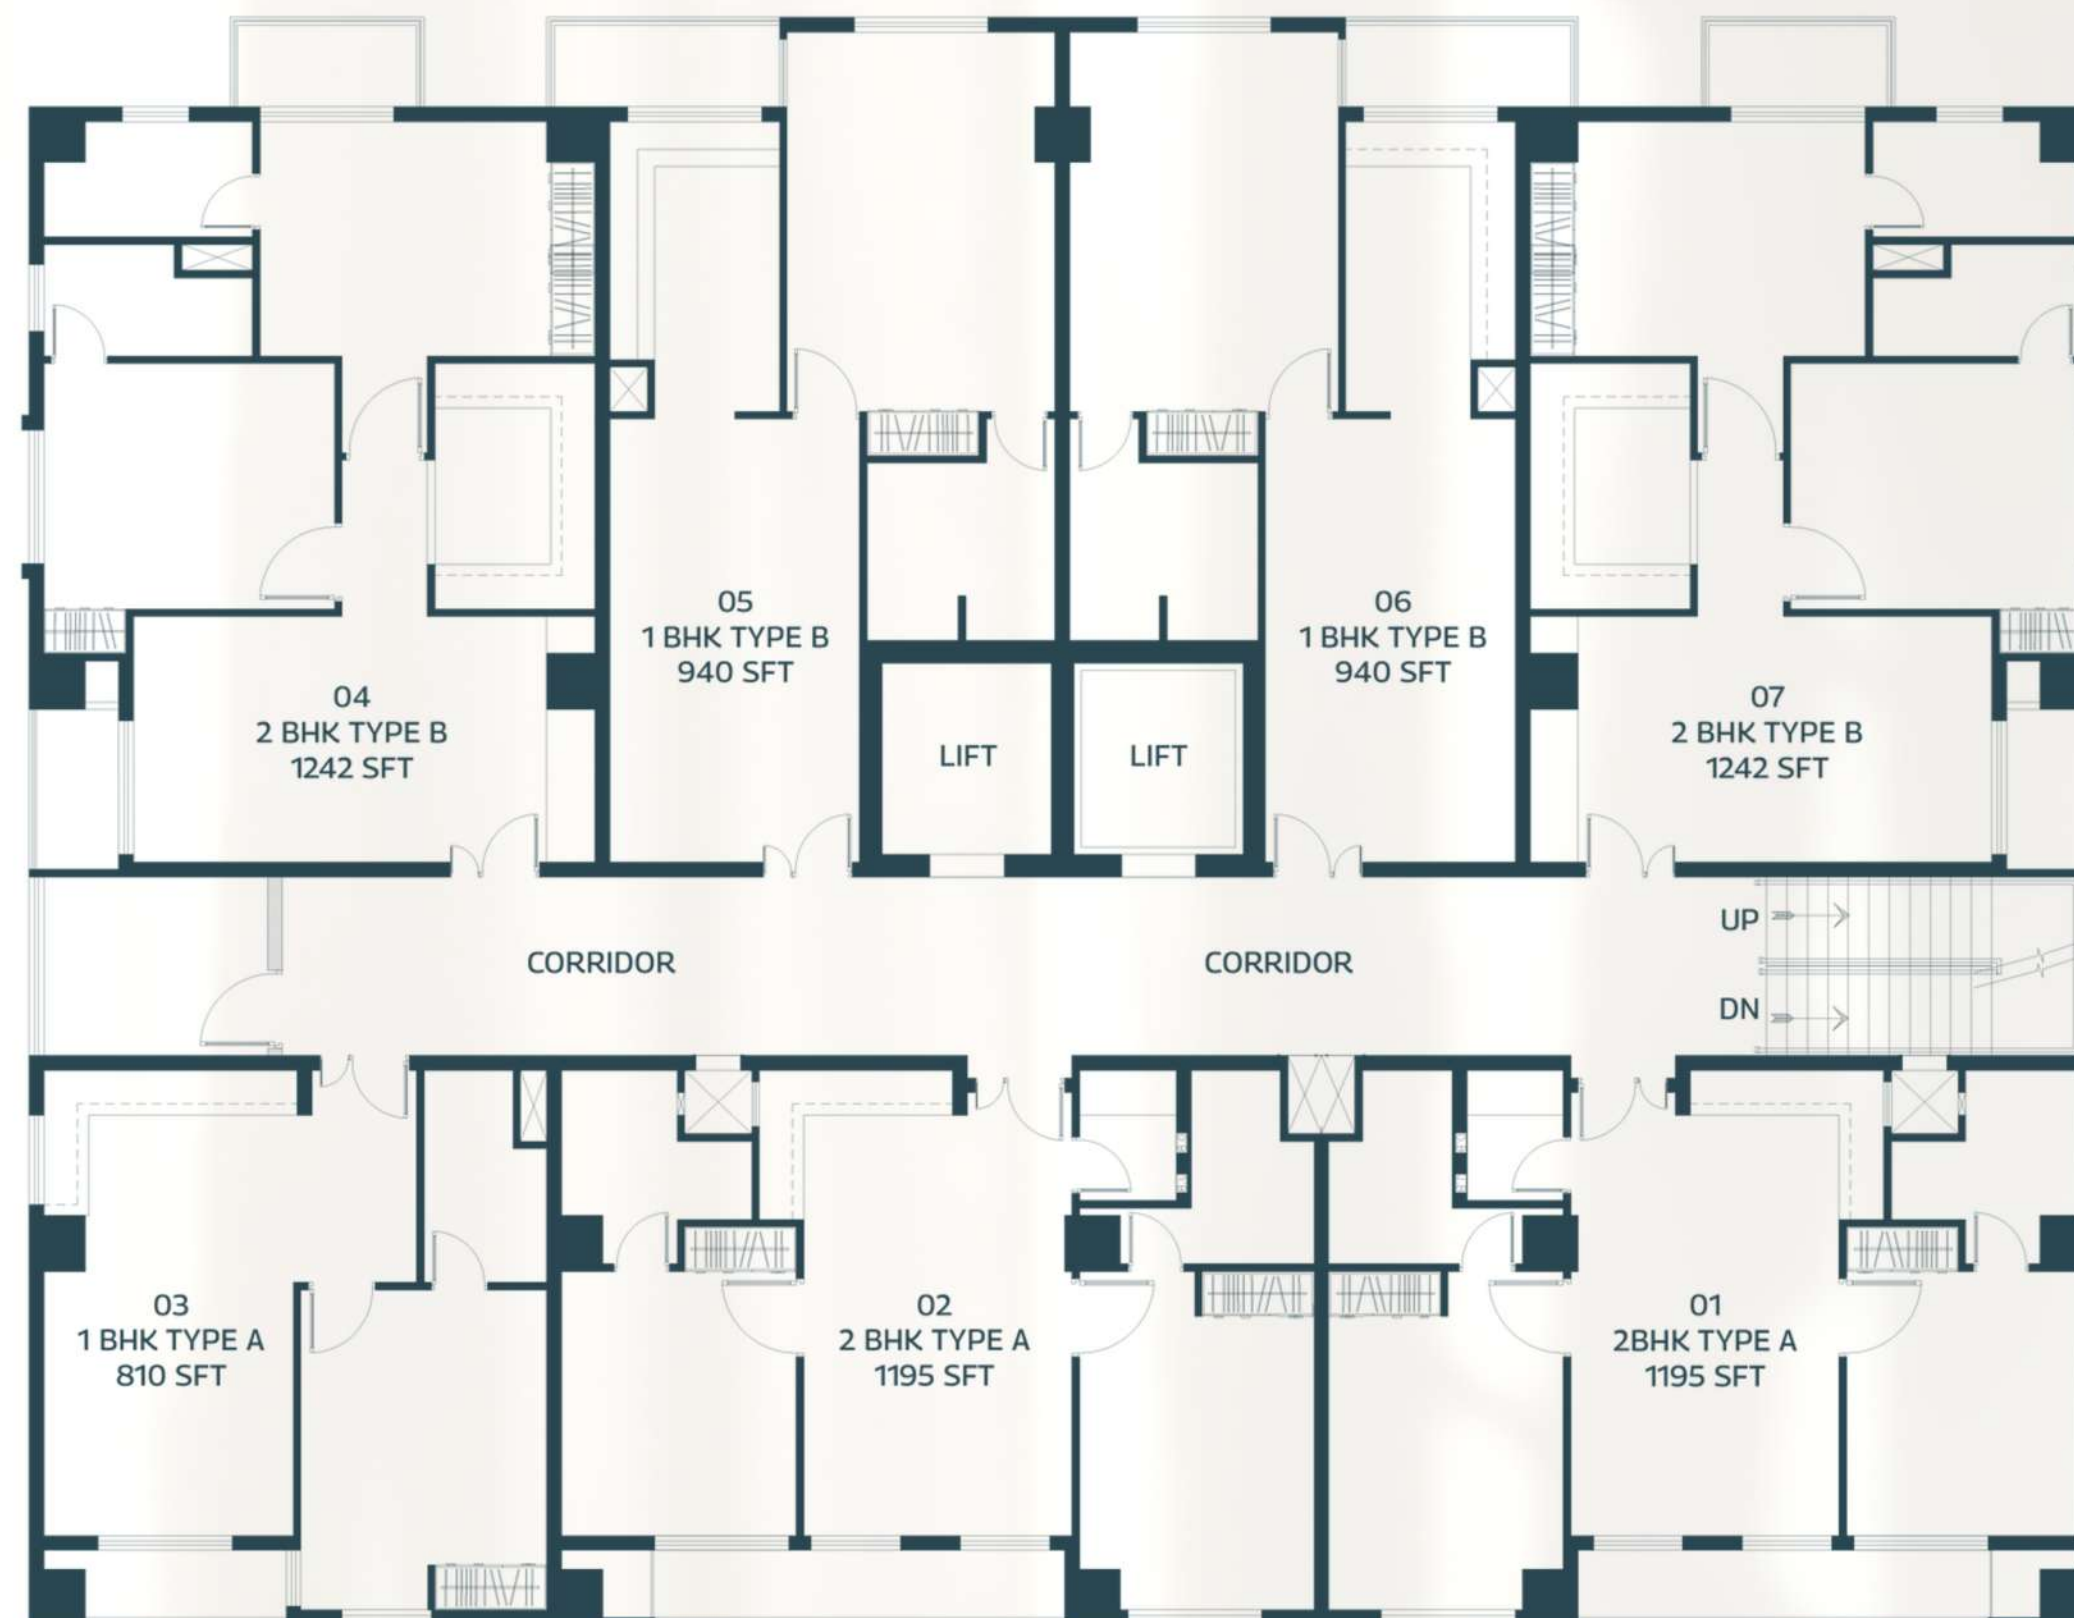 05
1 BHK TYPE B
940 SFT
06
1 BHK TYPE B
940 SFT
04
2 BHK TYPE B
1242 SFT
07
2 BHK TYPE B
1242 SFT
LIFT
LIFT
UP
CORRIDOR
CORRIDOR
DN
03
1 BHK TYPE A
810 SFT
02
2 BHK TYPE A
1195 SFT
01
2BHK TYPE A
1195 SFT